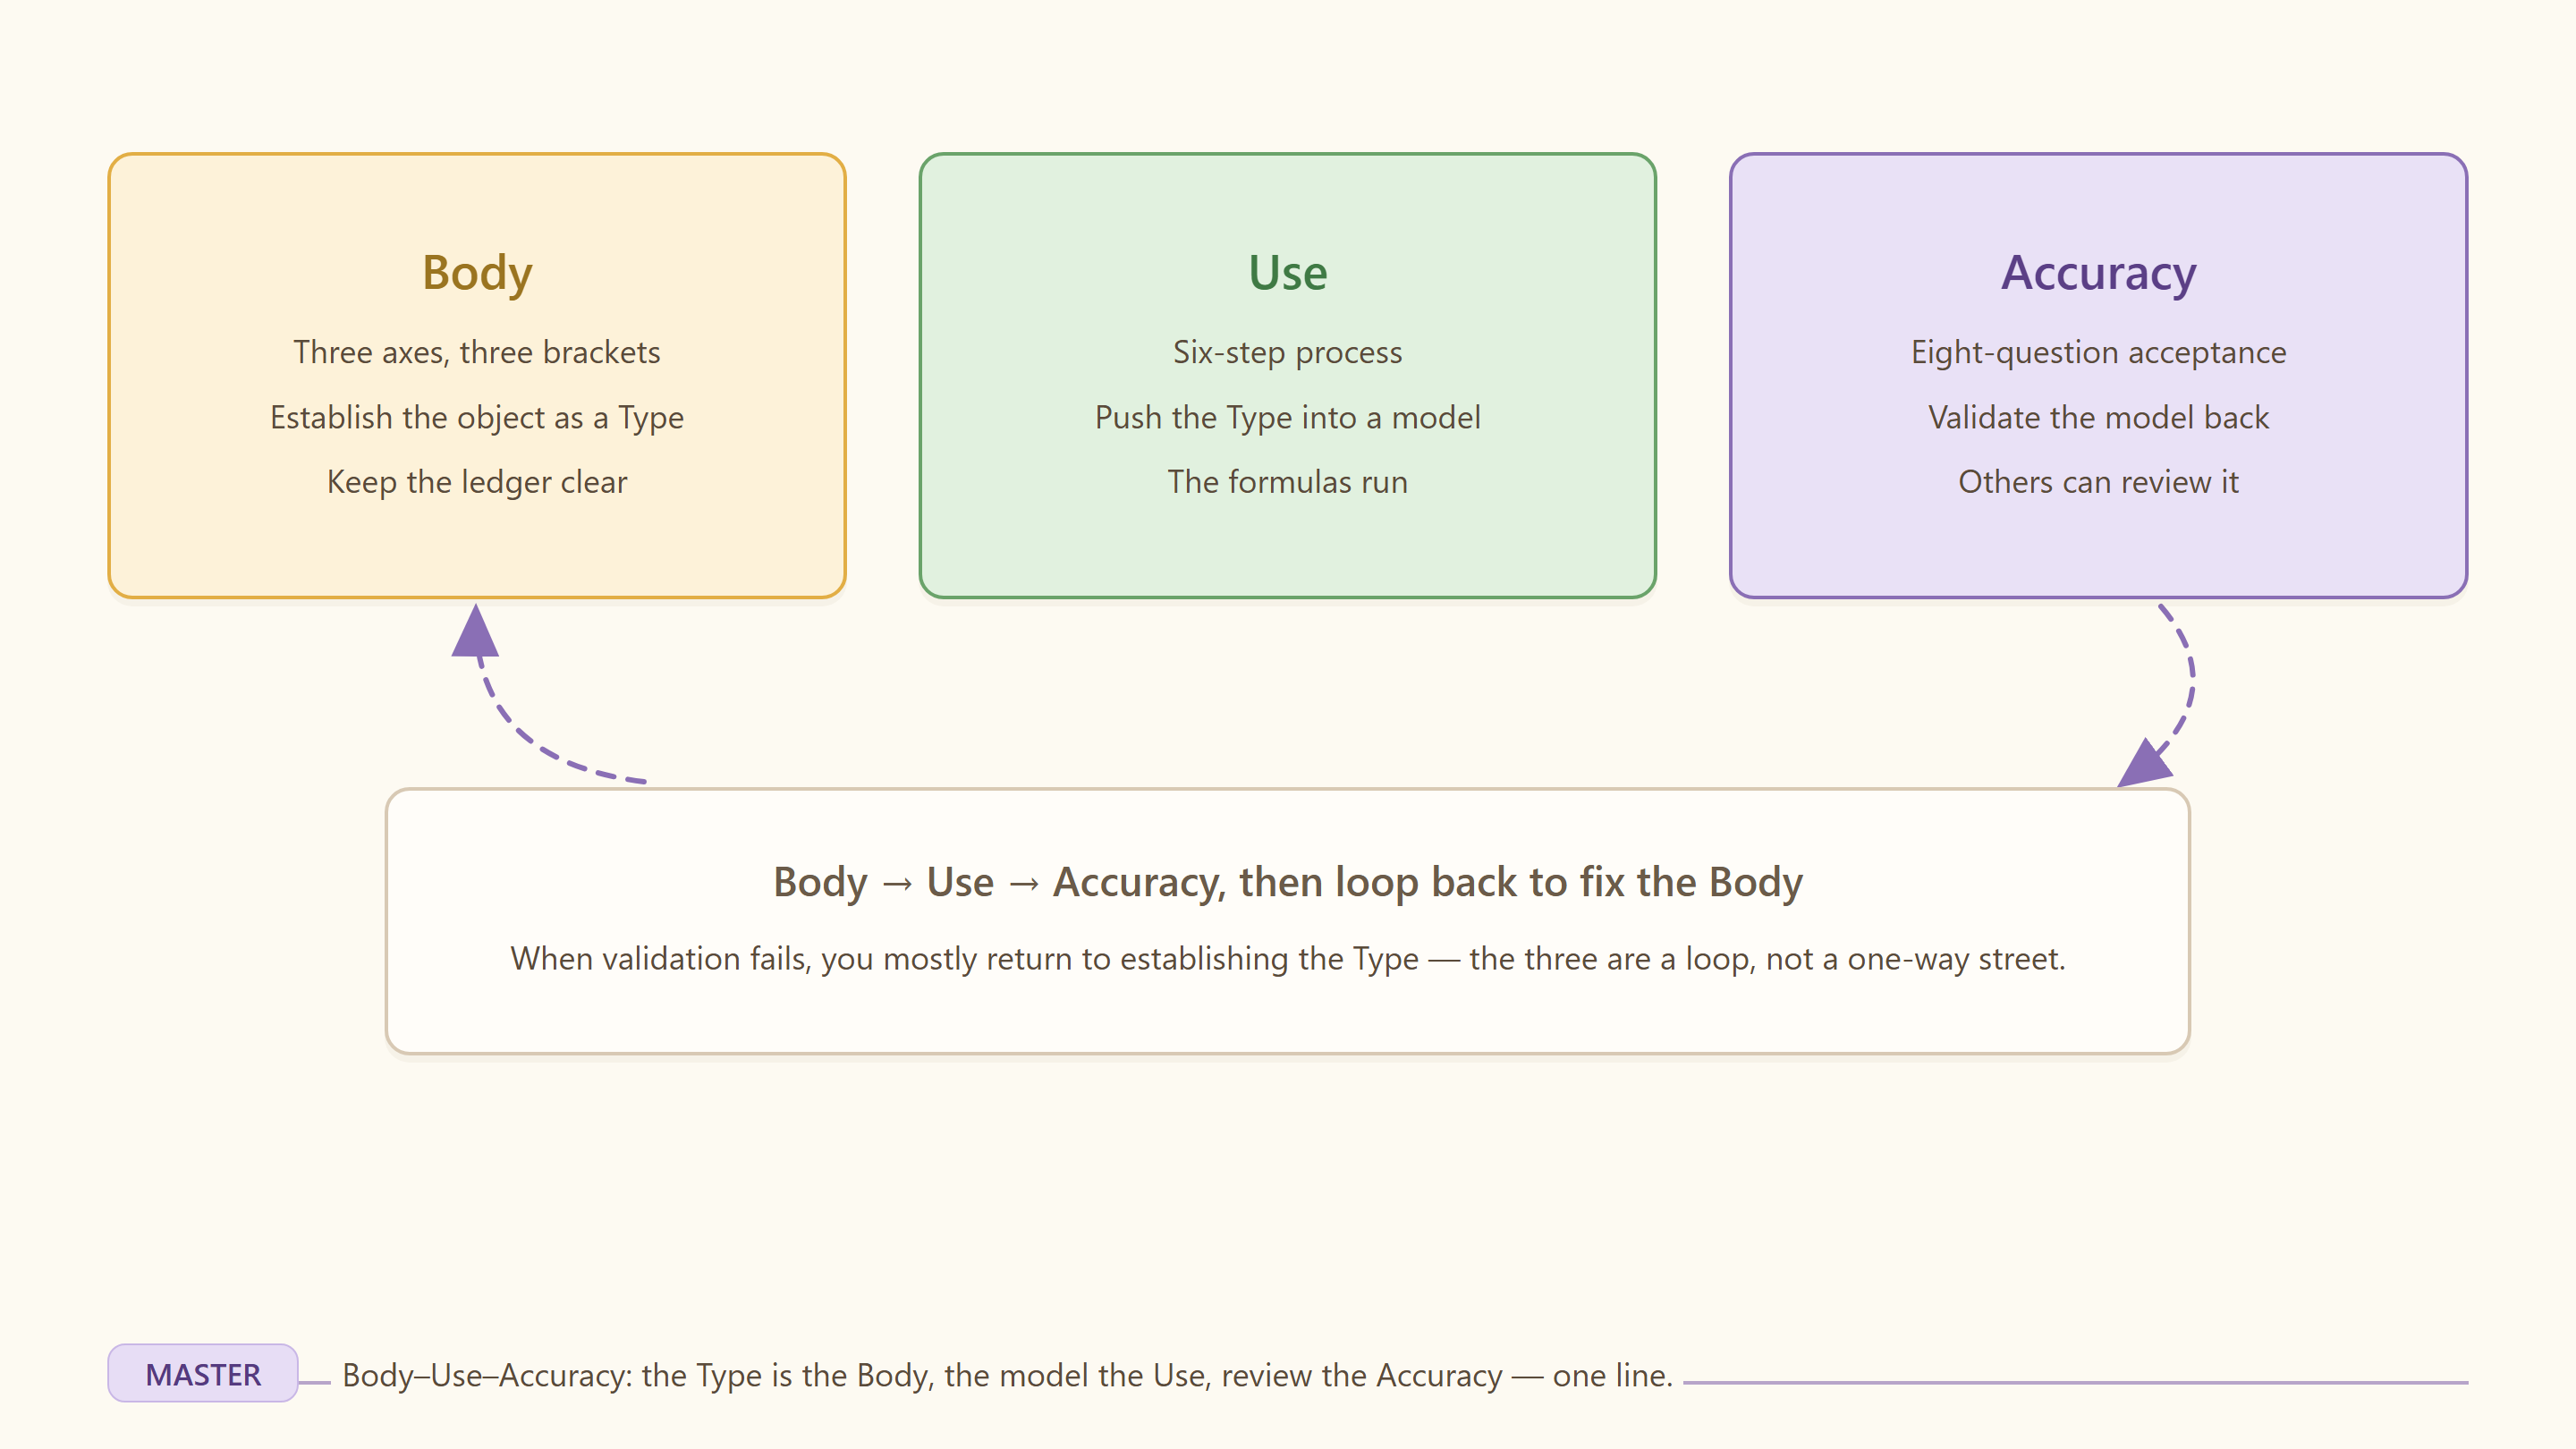 Body
Three axes, three brackets
Establish the object as a Type
Keep the ledger clear
Use
Six-step process
Push the Type into a model
The formulas run
Accuracy
Eight-question acceptance
Validate the model back
Others can review it
Body → Use → Accuracy, then loop back to fix the Body
When validation fails, you mostly return to establishing the Type — the three are a loop, not a one-way street.
MASTER
Body–Use–Accuracy: the Type is the Body, the model the Use, review the Accuracy — one line.